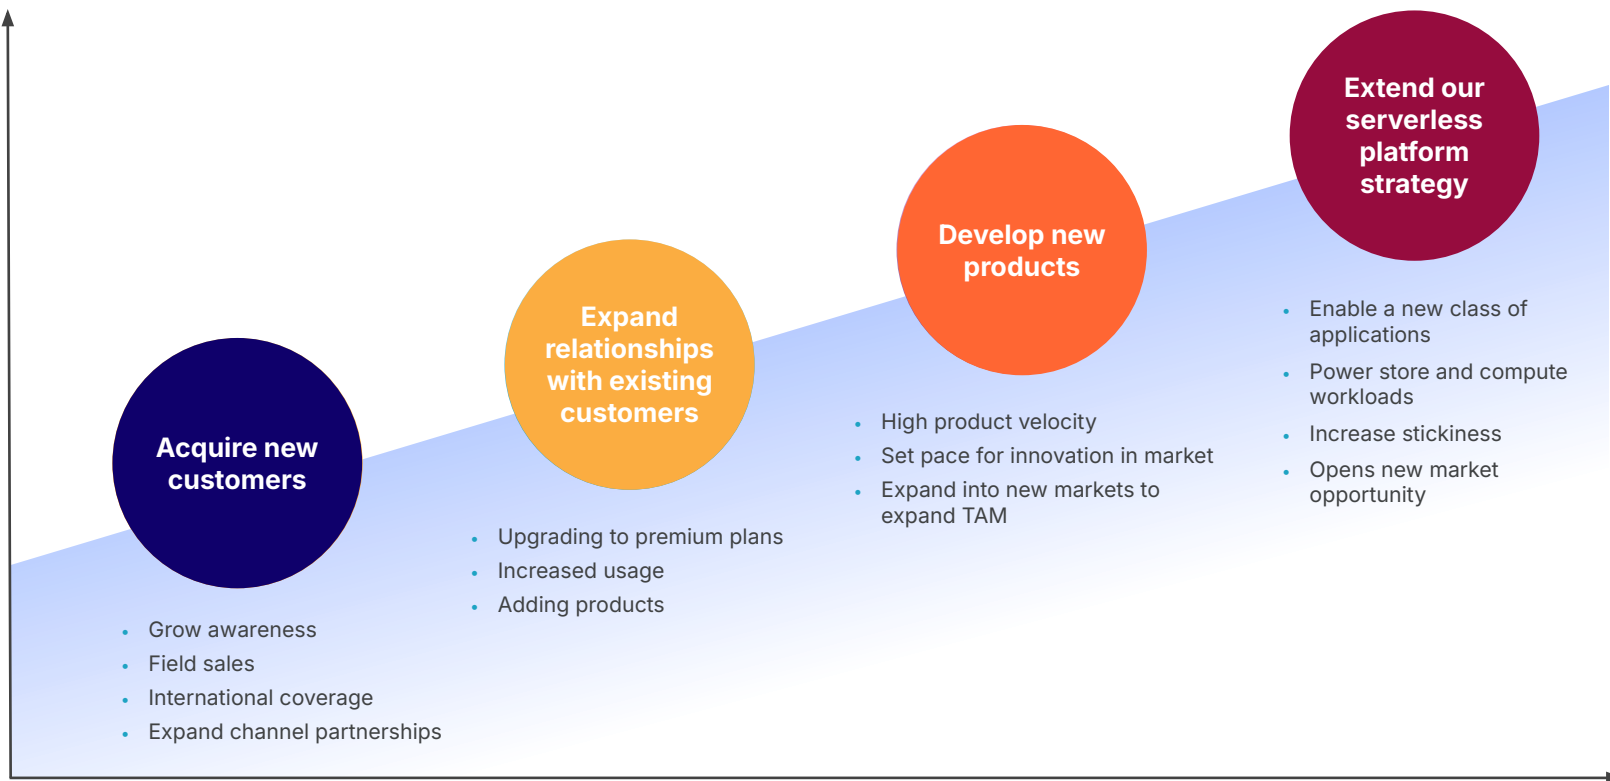 Acquire new
customers
• Grow awareness
• Field sales
• International coverage
• Expand channel partnerships
Expand
relationships
with existing
customers
• Upgrading to premium plans
• Increased usage
• Adding products
Develop new
products
• High product velocity
• Set pace for innovation in market
• Expand into new markets to
expand TAM
Extend our
serverless
platform
strategy
• Enable a new class of
applications
• Power store and compute
workloads
• Increase stickiness
• Opens new market
opportunity